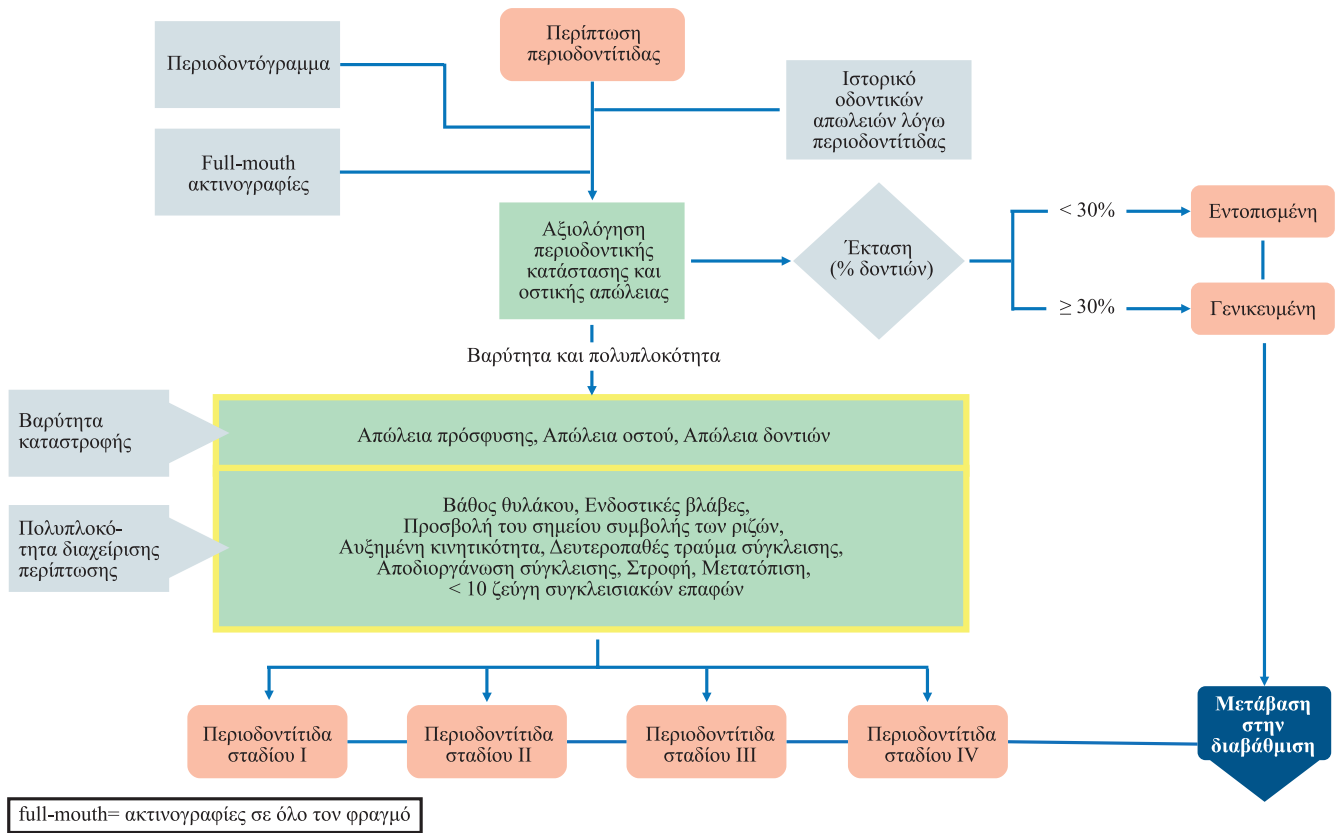 Περίπτωση
περιοδοντίτιδας
Περιοδοντόγραμμα
Ιστορικό
οδοντικών
απωλειών λόγω
περιοδοντίτιδας
Full-mouth
ακτινογραφίες
Αξιολόγηση
περιοδοντικής
κατάστασης και
οστικής απώλειας
Έκταση
(% δοντιών)
< 30%
Εντοπισμένη
≥ 30%
Γενικευμένη
Βαρύτητα και πολυπλοκότητα
Βαρύτητα
καταστροφής
Απώλεια πρόσφυσης, Απώλεια οστού, Απώλεια δοντιών
Πολυπλοκό-
τητα διαχείρισης
περίπτωσης
Βάθος θυλάκου, Ενδοστικές βλάβες,
Προσβολή του σημείου συμβολής των ριζών,
Αυξημένη κινητικότητα, Δευτεροπαθές τραύμα σύγκλεισης,
Αποδιοργάνωση σύγκλεισης, Στροφή, Μετατόπιση,
< 10 ζεύγη συγκλεισιακών επαφών
Περιοδοντίτιδα
σταδίου I
Περιοδοντίτιδα
σταδίου II
Περιοδοντίτιδα
σταδίου III
Περιοδοντίτιδα
σταδίου IV
Μετάβαση
στην
διαβάθμιση
full-mouth= ακτινογραφίες σε όλο τον φραγμό